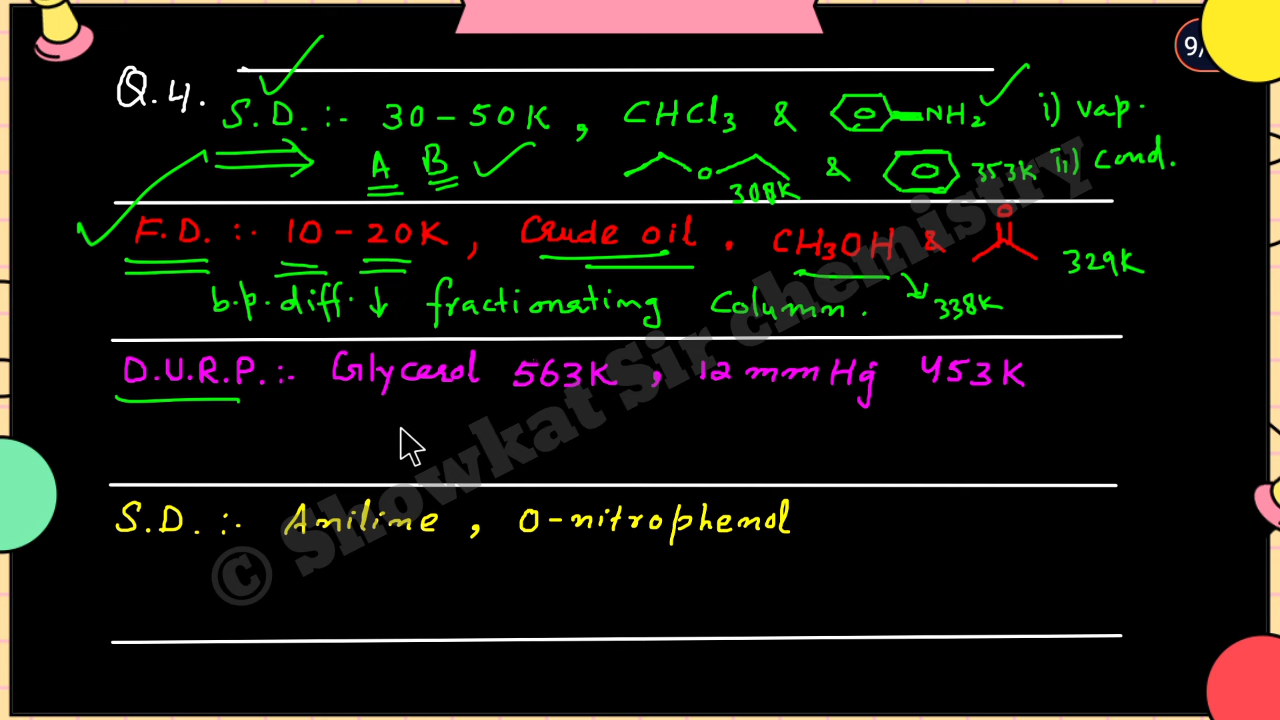 9/
Q.4.
S.D. :- 30-50K, CHCl3 & NH2 i) vap.
A B o 308K & 353K ii) cond.
F.D. :- 10-20K, Crude oil. CH3OH & O 329K
b.p. diff. ↓ fractionating column. 338K
D.U.R.P. :- Glycerol 563K, 12 mm Hg 453K
S.D. :- Aniline, O-nitrophenol
© Showkat Sir chemistry